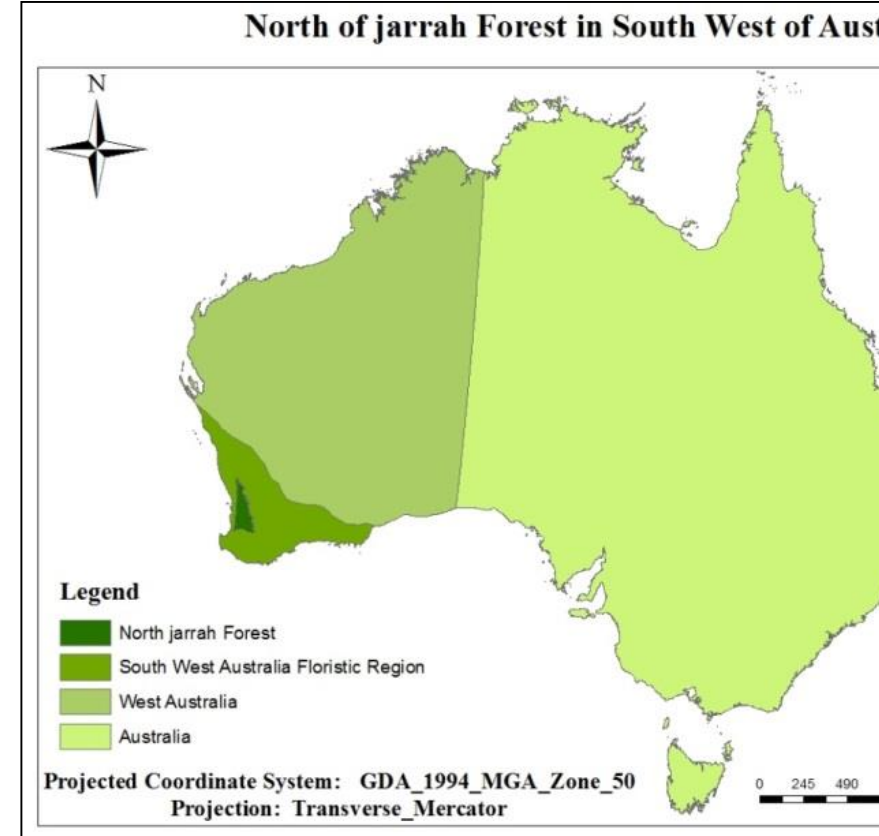 North of jarrah Forest in South West of Aust
N
Legend
North jarrah Forest
South West Australia Floristic Region
West Australia
Australia
Projected Coordinate System: GDA_1994_MGA_Zone_50
Projection: Transverse_Mercator
0 245 490